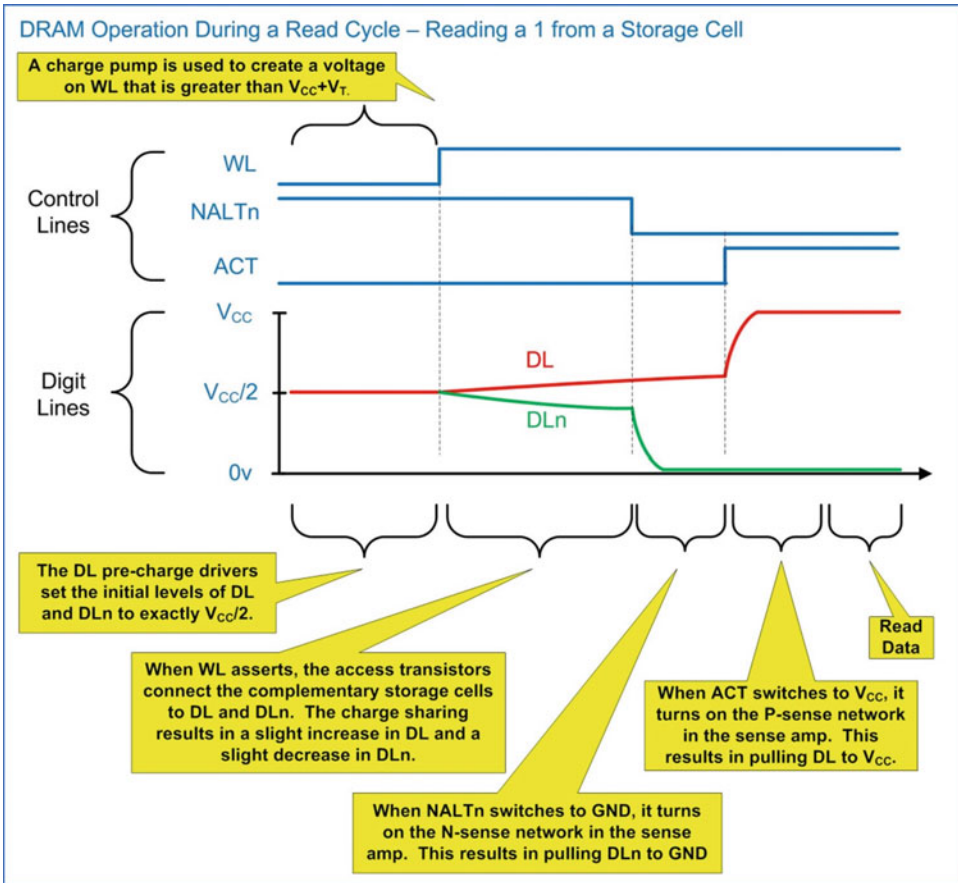 DRAM Operation During a Read Cycle – Reading a 1 from a Storage Cell
A charge pump is used to create a voltage
on WL that is greater than VCC+VT.
WL
Control
Lines
NALTn
ACT
VCC
Digit
Lines
VCC/2
0v
DL
DLn
The DL pre-charge drivers
set the initial levels of DL
and DLn to exactly VCC/2.
When WL asserts, the access transistors
connect the complementary storage cells
to DL and DLn. The charge sharing
results in a slight increase in DL and a
slight decrease in DLn.
When NALTn switches to GND, it turns
on the N-sense network in the sense
amp. This results in pulling DLn to GND
When ACT switches to VCC, it
turns on the P-sense network
in the sense amp. This
results in pulling DL to VCC.
Read
Data